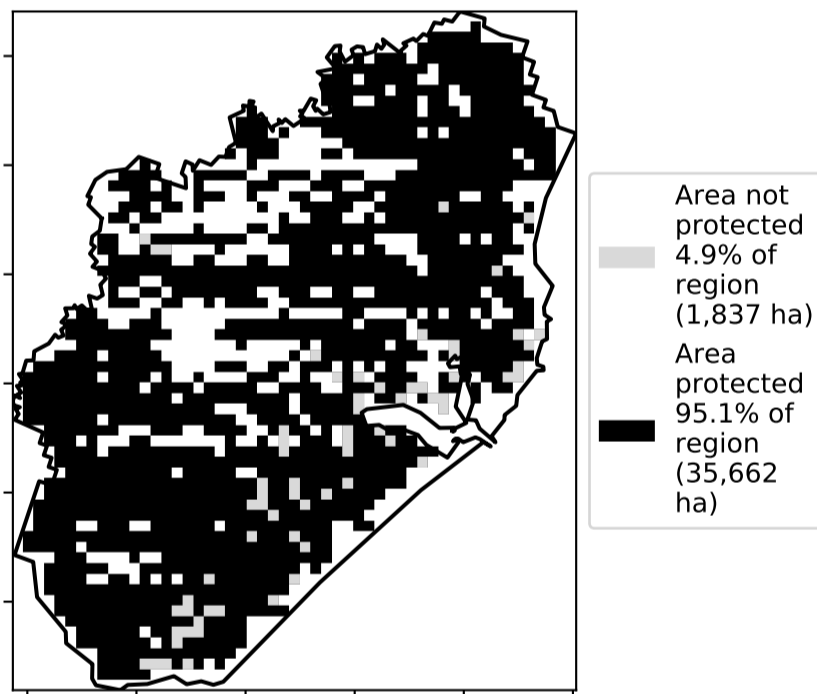 Area not
protected
4.9% of
region
(1,837 ha)
Area
protected
95.1% of
region
(35,662
ha)